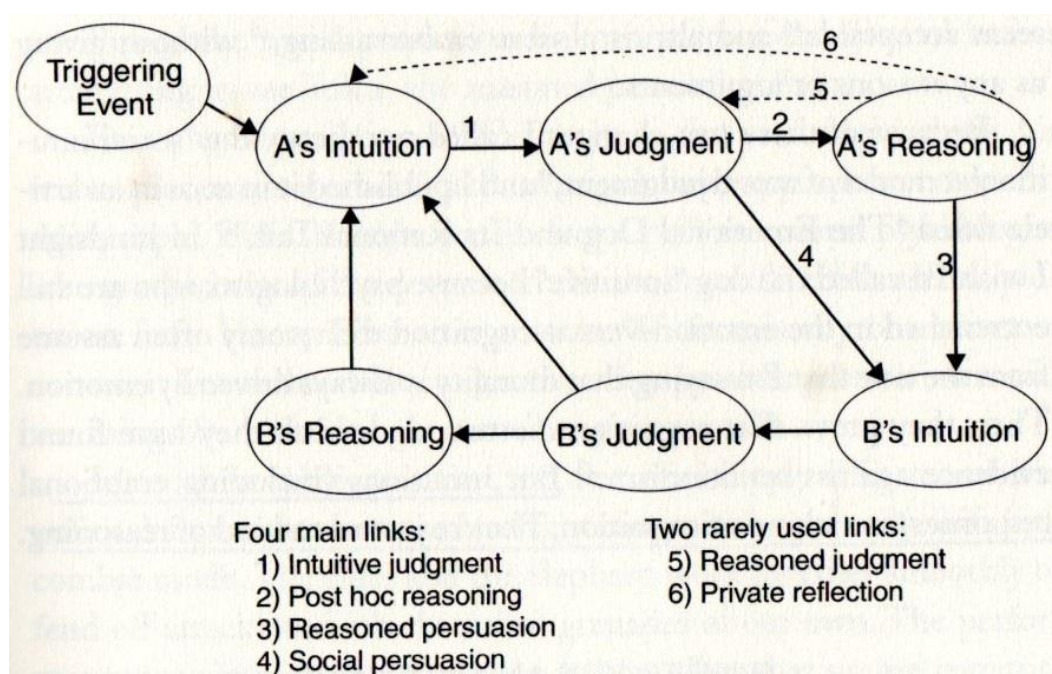 Triggering
Event
6
5
A's Intuition
1
A's Judgment
2
A's Reasoning
4
3
B's Reasoning
B's Judgment
B's Intuition
Four main links:
1) Intuitive judgment
2) Post hoc reasoning
3) Reasoned persuasion
4) Social persuasion
Two rarely used links:
5) Reasoned judgment
6) Private reflection